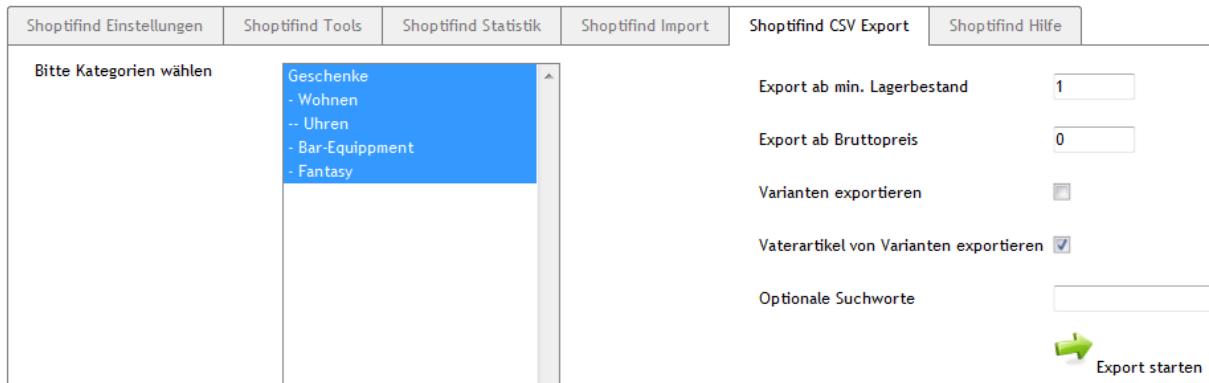 Shoptifind Einstellungen
Shoptifind Tools
Shoptifind Statistik
Shoptifind Import
Shoptifind CSV Export
Shoptifind Hilfe
Bitte Kategorien wählen
Geschenke
- Wohnen
-- Uhren
- Bar-Equippment
- Fantasy
Export ab min. Lagerbestand 1
Export ab Bruttopreis 0
Varianten exportieren
Vaterartikel von Varianten exportieren
Optionale Suchworte
Export starten